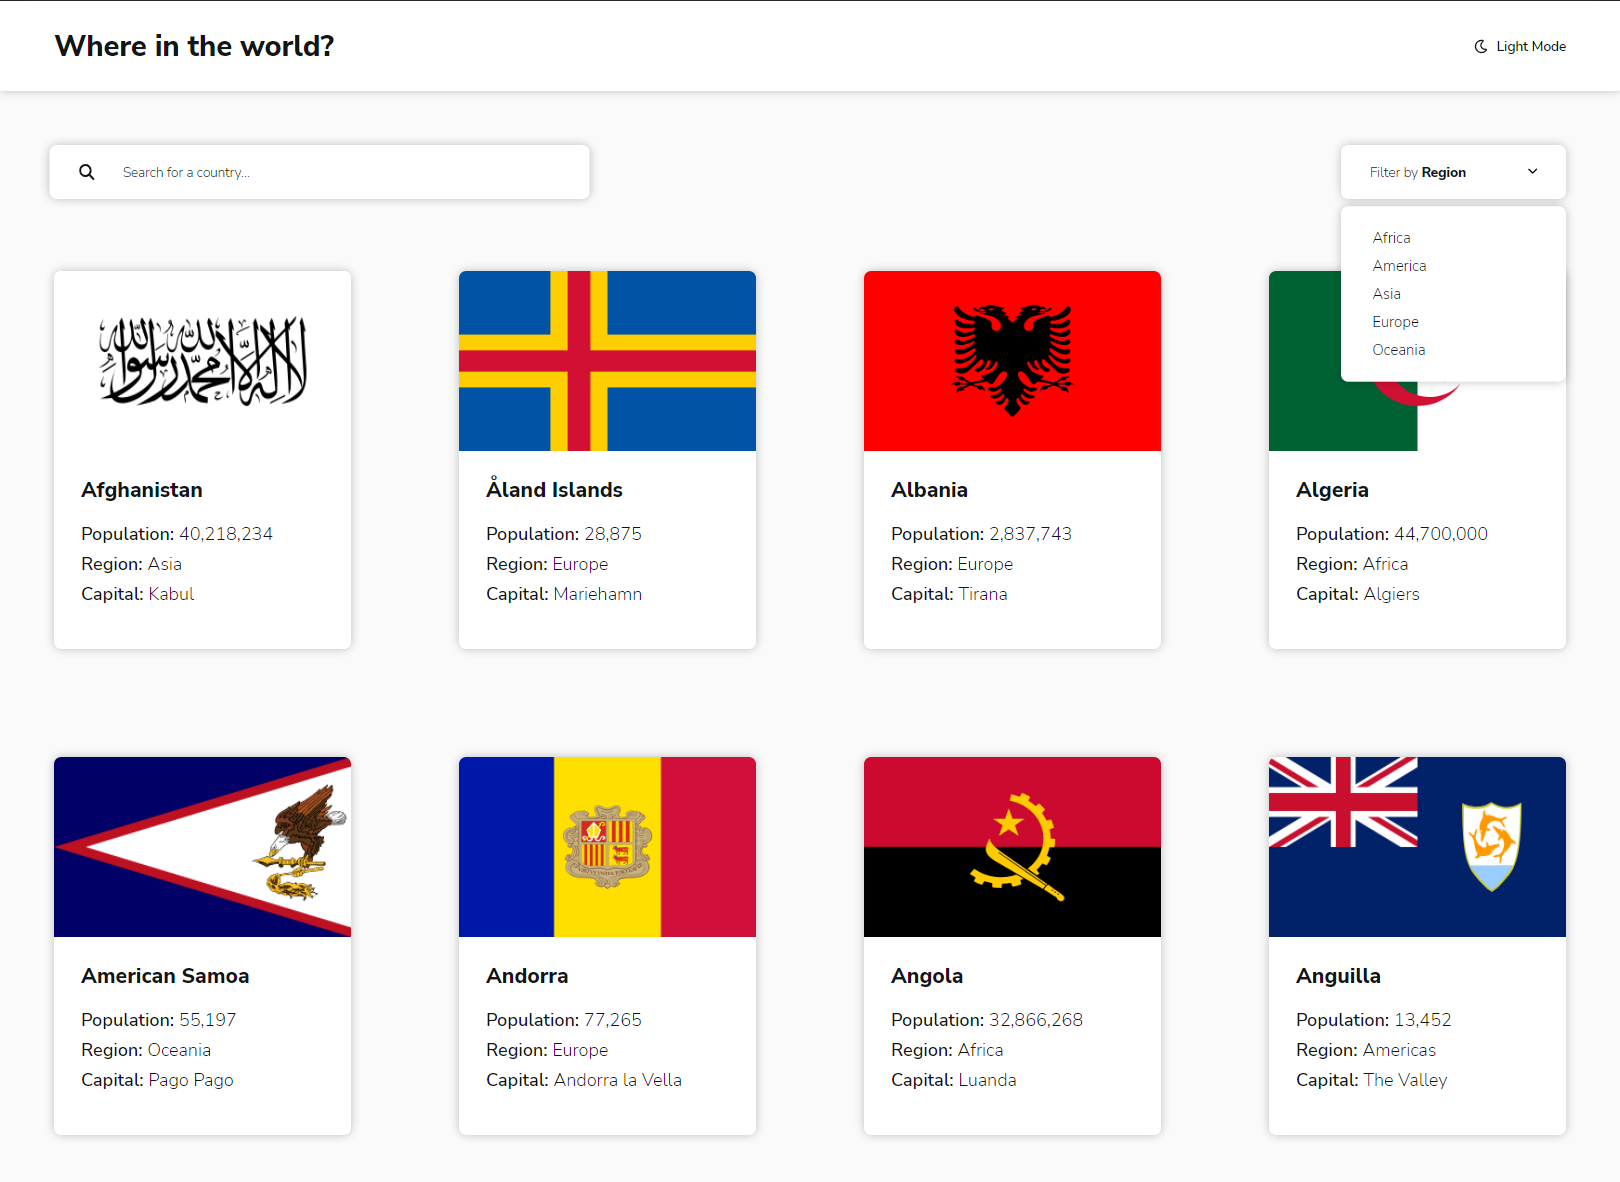 Where in the world?
Light Mode
Search for a country...
Filter by Region
Africa
America
Asia
Europe
Oceania
لا إله إلا الله محمد رسول الله
Afghanistan
Population: 40,218,234
Region: Asia
Capital: Kabul
Åland Islands
Population: 28,875
Region: Europe
Capital: Mariehamn
Albania
Population: 2,837,743
Region: Europe
Capital: Tirana
Algeria
Population: 44,700,000
Region: Africa
Capital: Algiers
American Samoa
Population: 55,197
Region: Oceania
Capital: Pago Pago
Andorra
Population: 77,265
Region: Europe
Capital: Andorra la Vella
Angola
Population: 32,866,268
Region: Africa
Capital: Luanda
Anguilla
Population: 13,452
Region: Americas
Capital: The Valley